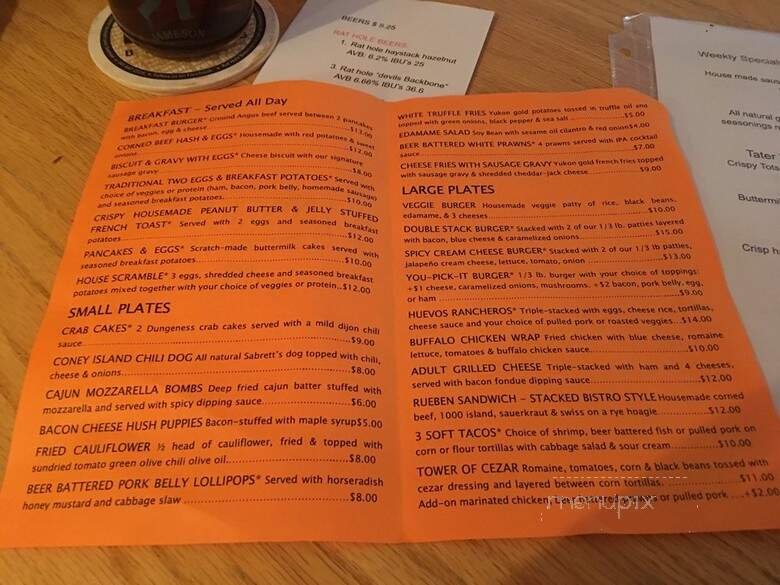 JAMESON
BEERS $ 5.25
RAT HOLE BEERS
1. Rat hole haystack hazelnut
AVB. 6.2% IBU's 25
3. Rat hole "devils Backbone"
AVB 6.66% IBU's 36.6
BREAKFAST – Served All Day
BREAKFAST BURGER* Ground Angus beef served between 2 pancakes
with bacon, egg & cheese $13.00
CORNED BEEF HASH & EGGS* Housemade with red potatoes & sweet
onions $12.00
BISCUIT & GRAVY WITH EGGS* Cheese biscuit with our signature
sausage gravy $8.00
TRADITIONAL TWO EGGS & BREAKFAST POTATOES* Served with
choice of veggies or protein (ham, bacon, pork belly, homemade sausage)
and seasoned breakfast potatoes $10.00
CRISPY HOUSEMADE PEANUT BUTTER & JELLY STUFFED
FRENCH TOAST* Served with 2 eggs and seasoned breakfast
potatoes $12.00
PANCAKES & EGGS* Scratch-made buttermilk cakes served with
seasoned breakfast potatoes $10.00
HOUSE SCRAMBLE* 3 eggs, shredded cheese and seasoned breakfast
potatoes mixed together with your choice of veggies or protein..$12.00
SMALL PLATES
CRAB CAKES* 2 Dungeness crab cakes served with a mild dijon chili
sauce $9.00
CONEY ISLAND CHILI DOG All natural Sabrett's dog topped with chili,
cheese & onions $8.00
CAJUN MOZZARELLA BOMBS Deep fried cajun batter stuffed with
mozzarella and served with spicy dipping sauce $6.00
BACON CHEESE HUSH PUPPIES Bacon-stuffed with maple syrup$5.00
FRIED CAULIFLOWER ½ head of cauliflower, fried & topped with
sundried tomato green olive chili olive oil $8.00
BEER BATTERED PORK BELLY LOLLIPOPS* Served with horseradish
honey mustard and cabbage slaw $8.00
WHITE TRUFFLE FRIES Yukon gold potatoes tossed in truffle oil and
topped with green onions, black pepper & sea salt $5.00
EDAMAME SALAD Soy Bean with sesame oil cilantro & red onion$4.00
BEER BATTERED WHITE PRAWNS* 4 prawns served with IPA cocktail
sauce $7.00
CHEESE FRIES WITH SAUSAGE GRAVY Yukon gold french fries topped
with sausage gravy & shredded cheddar-jack cheese $9.00
LARGE PLATES
VEGGIE BURGER Housemade veggie patty of rice, black beans,
edamame, & 3 cheeses $10.00
DOUBLE STACK BURGER* Stacked with 2 of our 1/3 lb. patties layered
with bacon, blue cheese & caramelized onions $15.00
SPICY CREAM CHEESE BURGER* Stacked with 2 of our 1/3 lb patties,
jalapeño cream cheese, lettuce, tomato, onion $13.00
YOU-PICK-IT BURGER* 1/3 lb. burger with your choice of toppings:
+$1 cheese, caramelized onions, mushrooms. +$2 bacon, pork belly, egg,
or ham $9.00
HUEVOS RANCHEROS* Triple-stacked with eggs, cheese rice, tortillas,
cheese sauce and your choice of pulled pork or roasted veggies...$14.00
BUFFALO CHICKEN WRAP Fried chicken with blue cheese, romaine
lettuce, tomatoes & buffalo chicken sauce $10.00
ADULT GRILLED CHEESE Triple-stacked with ham and 4 cheeses,
served with bacon fondue dipping sauce $12.00
RUEBEN SANDWICH – STACKED BISTRO STYLE Housemade corned
beef, 1000 island, sauerkraut & swiss on a rye hoagie $12.00
3 SOFT TACOS* Choice of shrimp, beer battered fish or pulled pork on
corn or flour tortillas with cabbage salad & sour cream $10.00
TOWER OF CEZAR Romaine, tomatoes, corn & black beans tossed with
cezar dressing and layered between corn tortillas. $11.00
Add-on marinated chicken, or pulled pork ....+$2.00
menupix
Weekly Special
House made saus
All natural g
seasonings
Tater
Crispy Tots
Buttermil
Crisp h